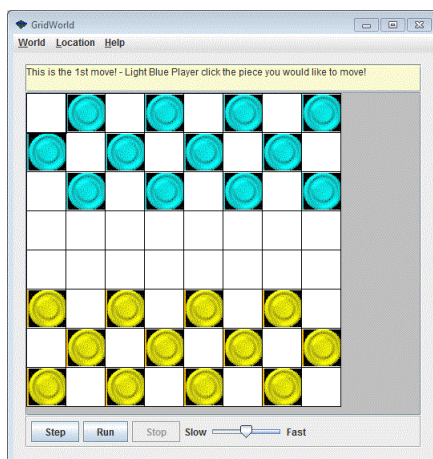 GridWorld
World Location Help
This is the 1st move! - Light Blue Player click the piece you would like to move!
Step Run Stop Slow Fast